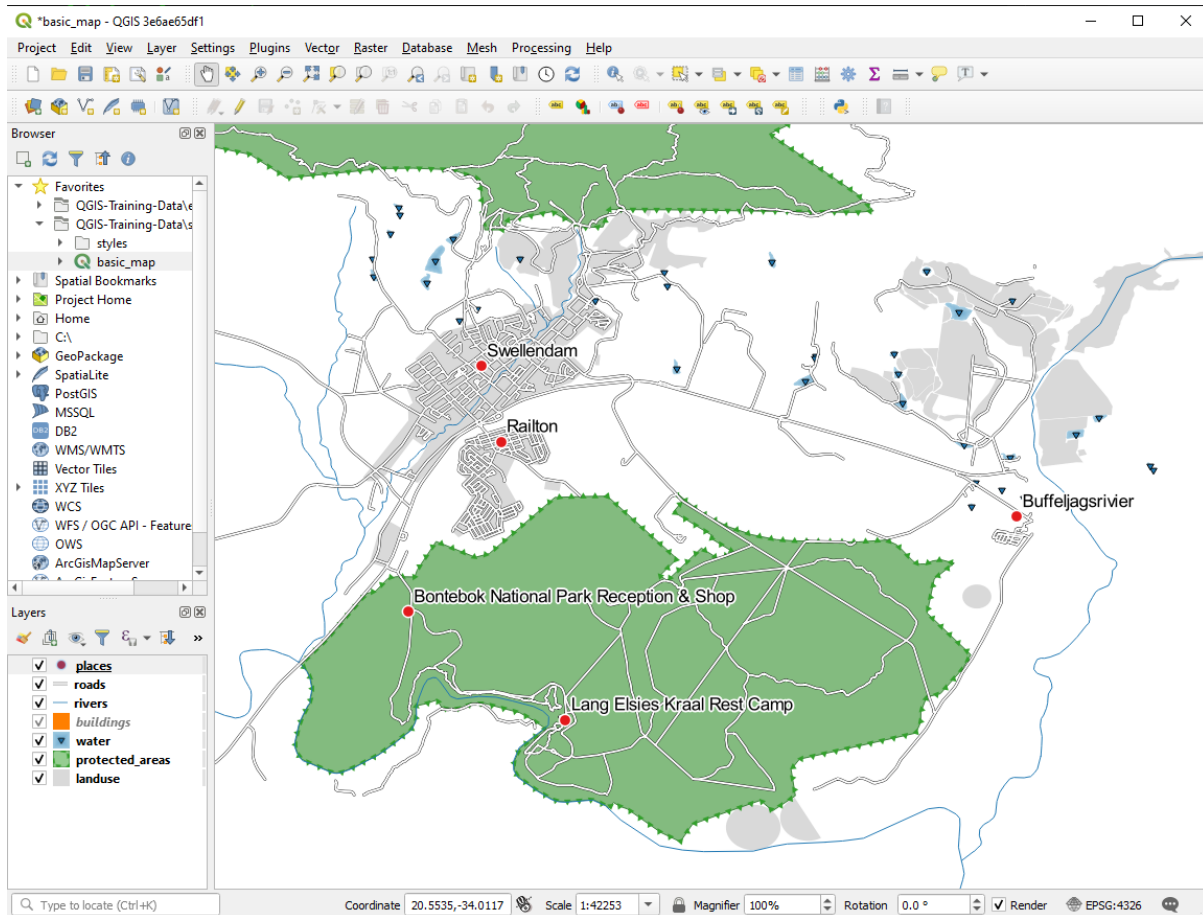 *basic_map - QGIS 3e6ae65df1
Project Edit View Layer Settings Plugins Vector Raster Database Mesh Processing Help
Browser
Favorites
QGIS-Training-Data\e
QGIS-Training-Data\s
styles
basic_map
Spatial Bookmarks
Project Home
Home
C:\
GeoPackage
SpatiaLite
PostGIS
MSSQL
DB2
WMS/WMTS
Vector Tiles
XYZ Tiles
WCS
WFS / OGC API - Feature
OWS
ArcGisMapServer
Layers
places
roads
rivers
buildings
water
protected_areas
landuse
Swellendam
Railton
Buffeljagsrivier
Bontebok National Park Reception & Shop
Lang Elsies Kraal Rest Camp
Type to locate (Ctrl+K) Coordinate 20.5535,-34.0117 Scale 1:42253 Magnifier 100% Rotation 0.0 ° Render EPSG:4326